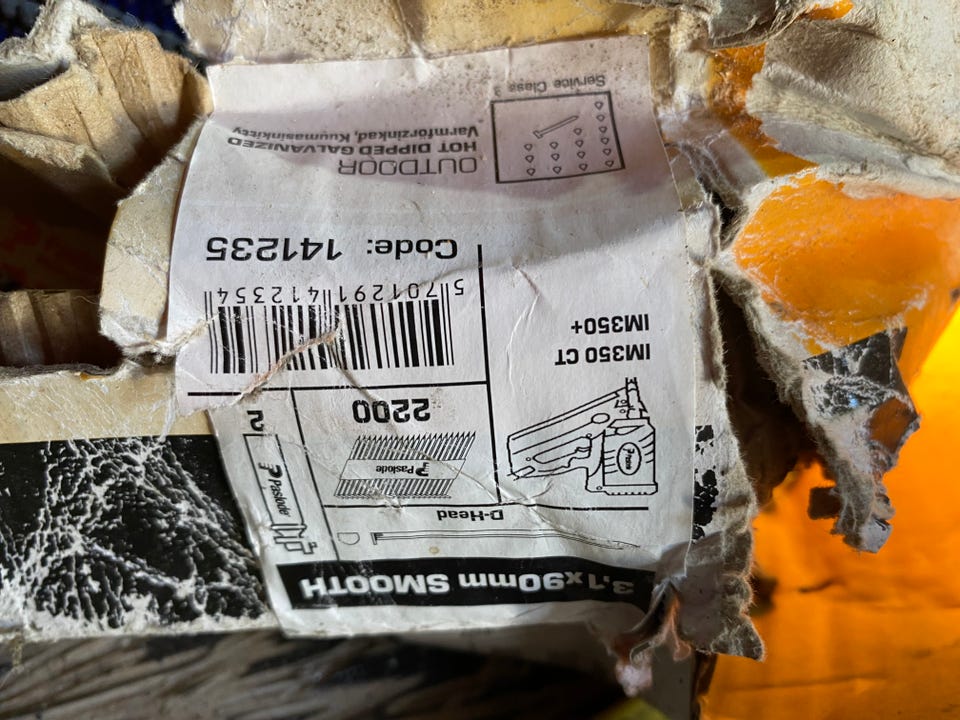 3,1x90mm SMOOTH
D-Head
Paslode
Paslode
2200
Paslode
2
IM350 CT
IM350+
5 701291 412354
Code: 141235
OUTDOOR
HOT DIPPED GALVANIZED
Varmförzinkad, Kuumasinkitty
Service Class 3